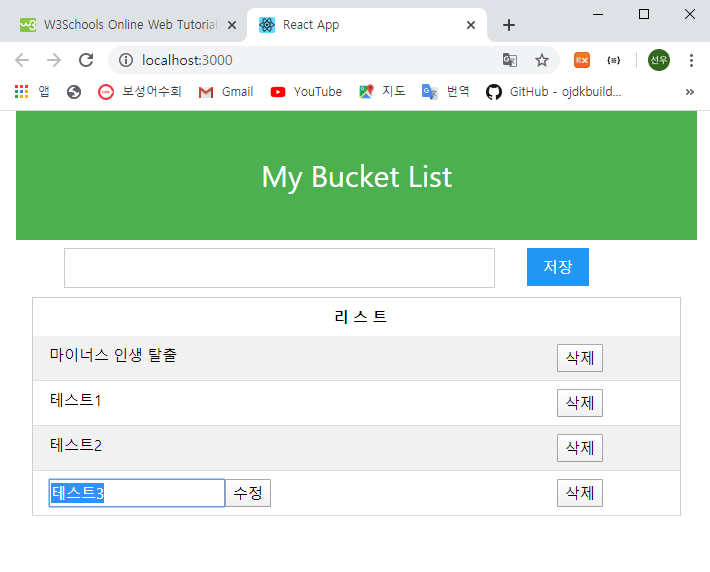 W3Schools Online Web Tutorial
React App
localhost:3000
선우
앱
보성어수회
Gmail
YouTube
지도
번역
GitHub - ojdkbuild...
My Bucket List
저장
리 스 트
마이너스 인생 탈출 삭제
테스트1 삭제
테스트2 삭제
테스트3 수정 삭제